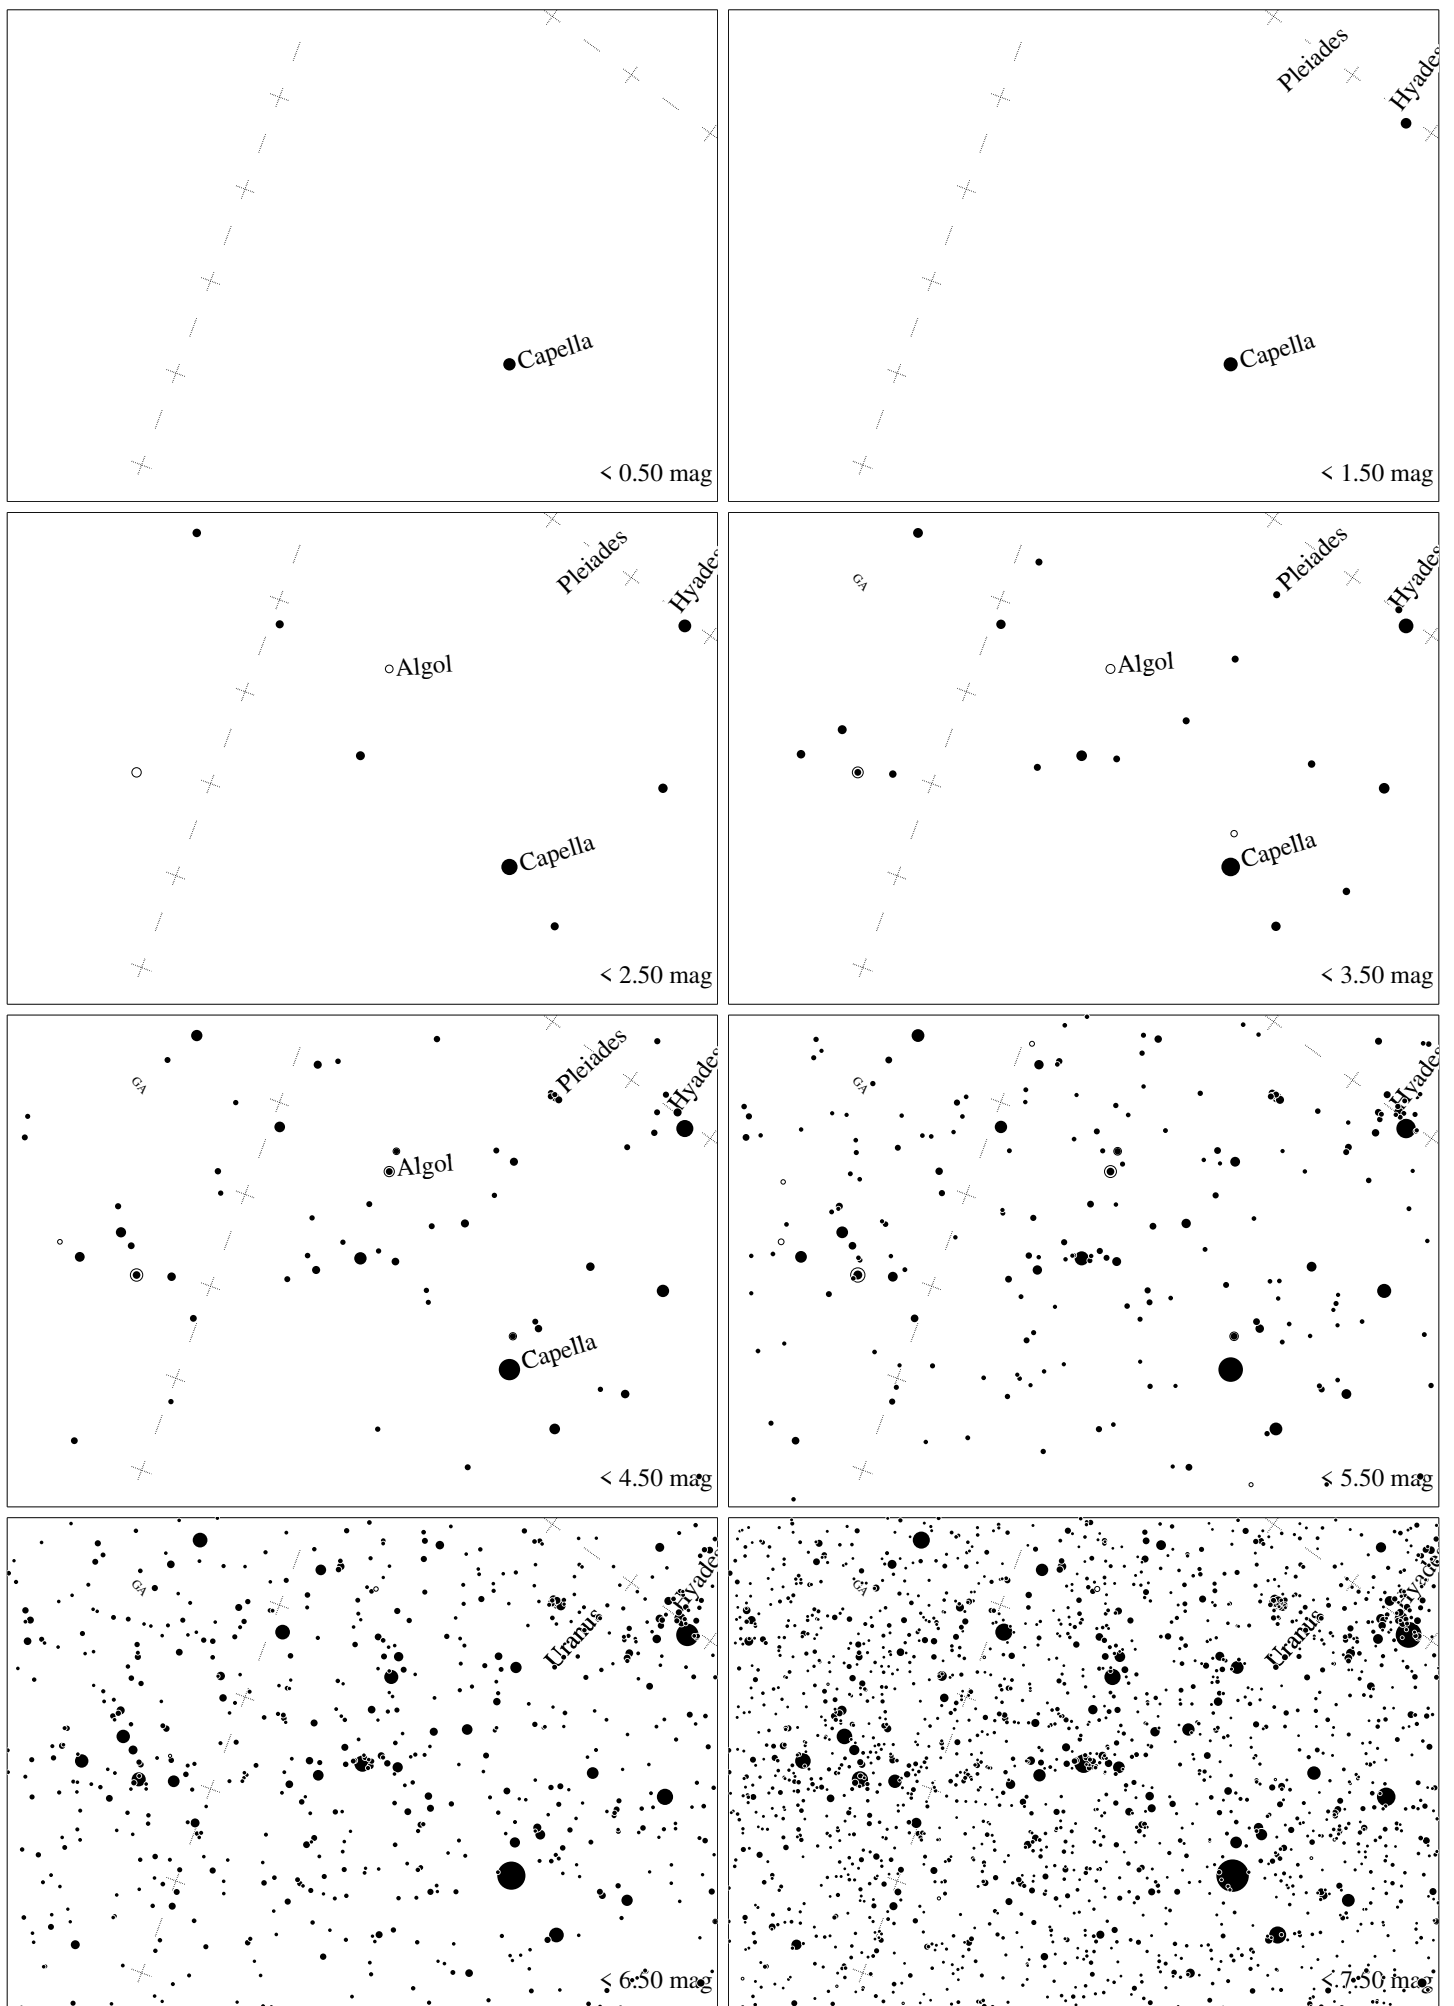 Capella
< 0.50 mag
Pleiades
Hyades
Capella
< 1.50 mag
Pleiades
Hyades
Algol
Capella
< 2.50 mag
GA
Pleiades
Hyades
Algol
Capella
< 3.50 mag
GA
Pleiades
Hyades
Algol
Capella
< 4.50 mag
GA
Hyades
< 5.50 mag
GA
Hyades
Uranus
< 6.50 mag
GA
Hyades
Uranus
< 7.50 mag